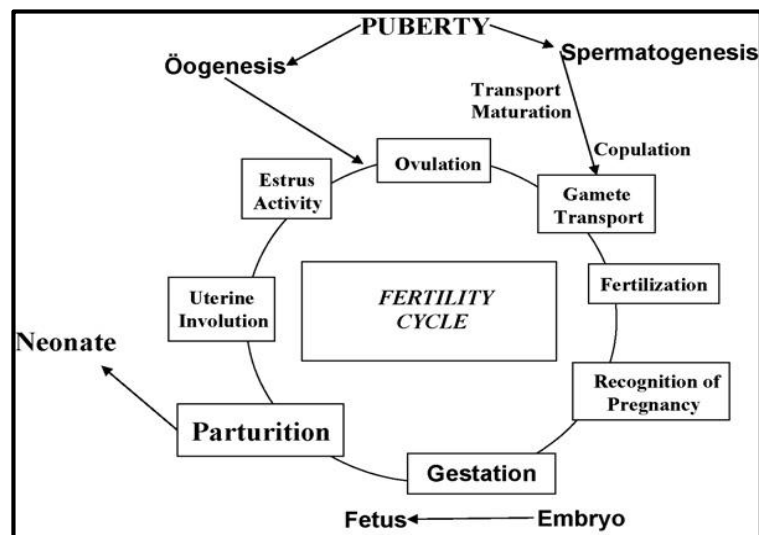 PUBERTY
Öogenesis
Spermatogenesis
Transport
Maturation
Copulation
Ovulation
Estrus
Activity
Gamete
Transport
FERTILITY
CYCLE
Fertilization
Uterine
Involution
Neonate
Recognition of
Pregnancy
Parturition
Gestation
Fetus
Embryo